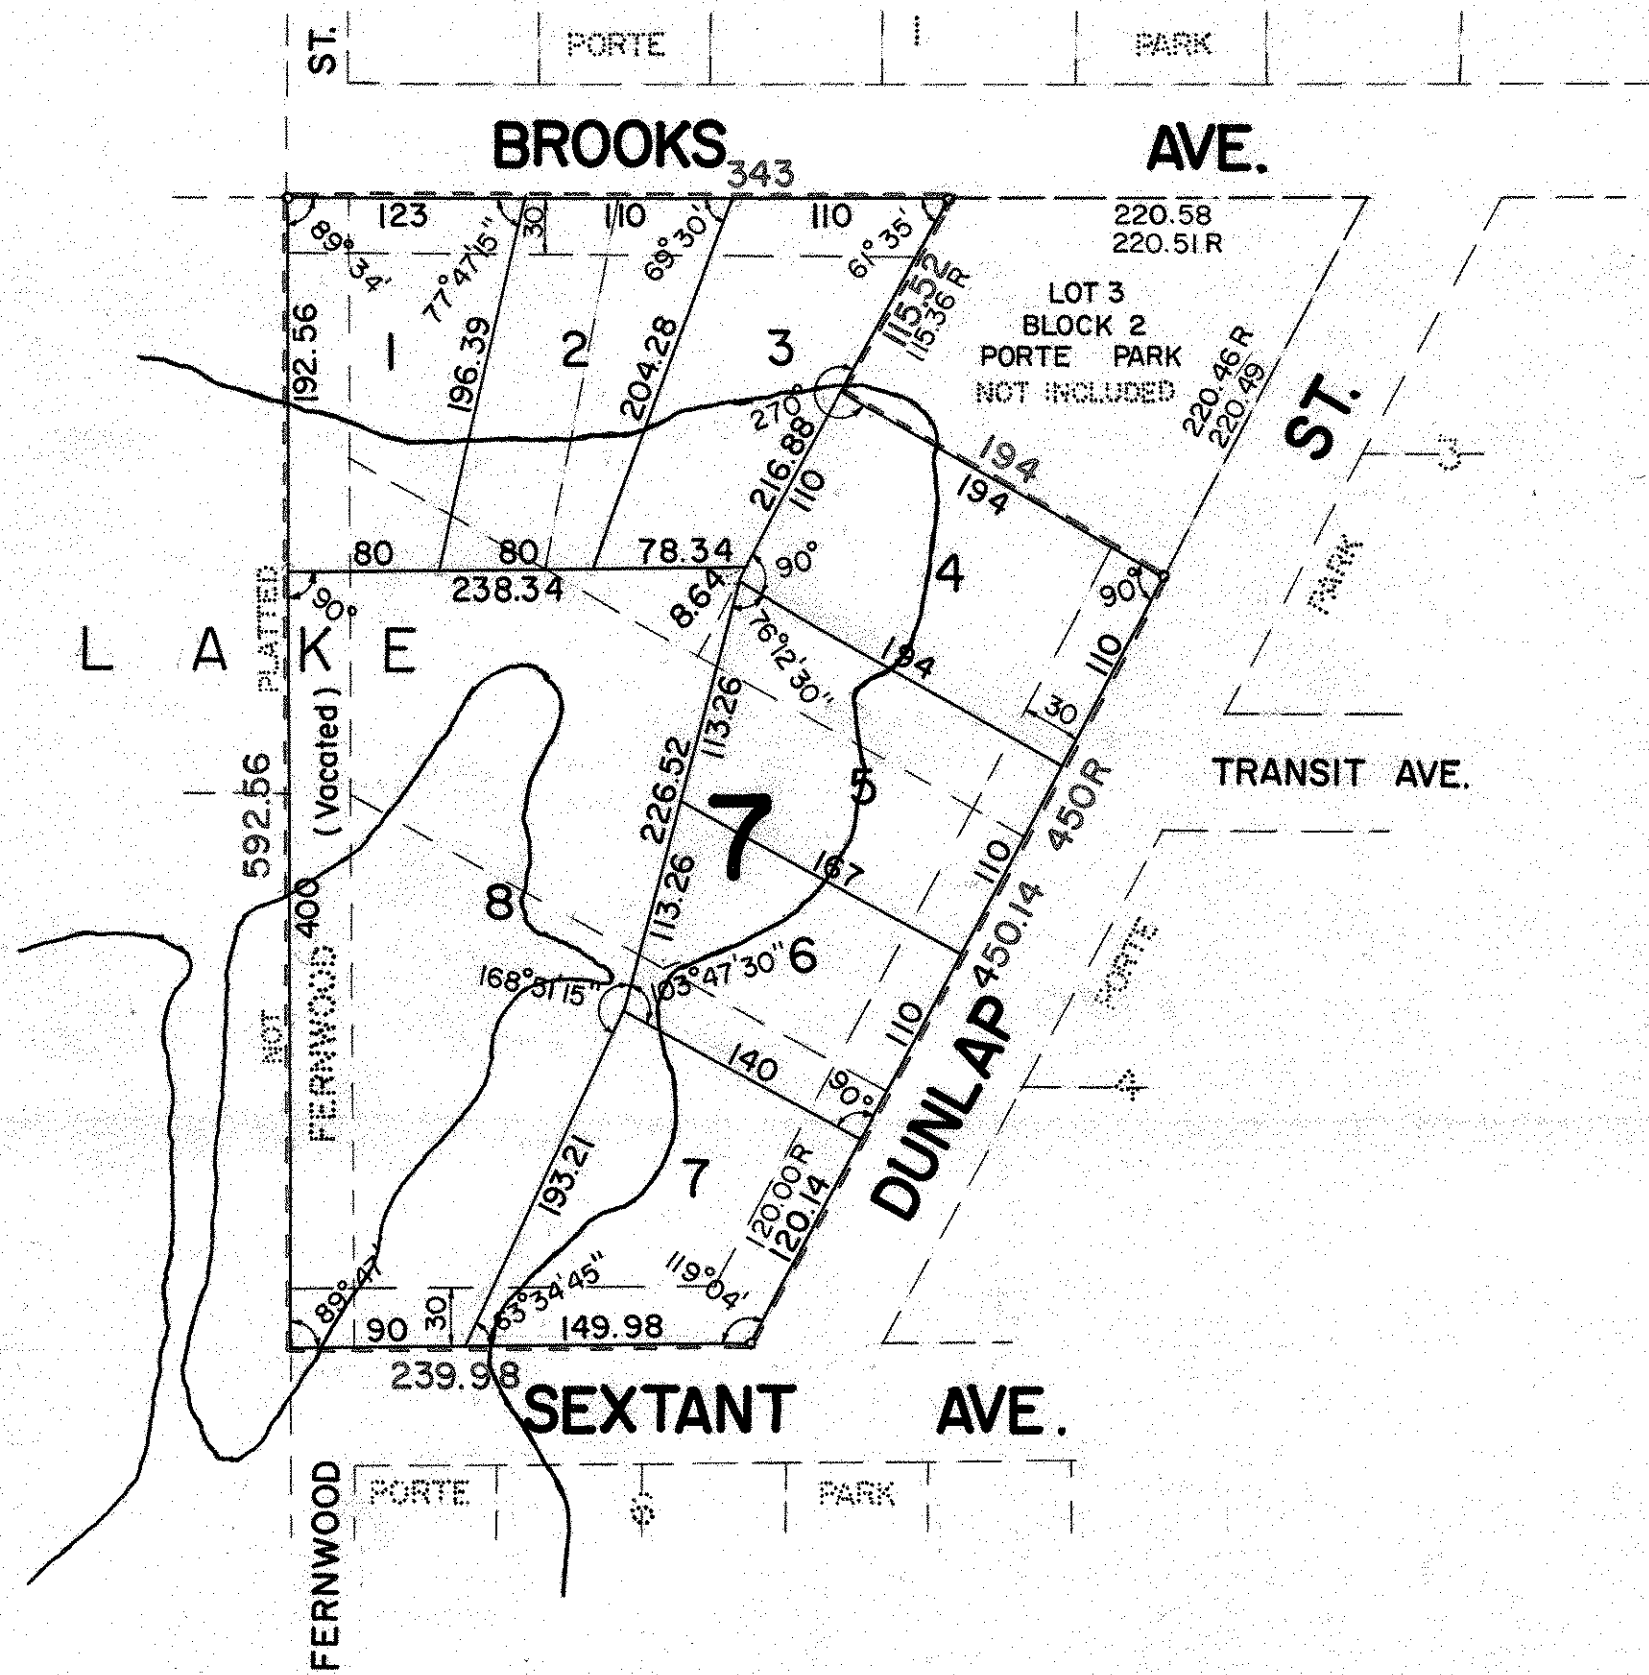 ST.
PORTE
1
PARK
BROOKS
AVE.
343
123
30
110
110
220.58
220.51 R
89° 34'
77° 47' 15"
69° 30'
61° 35'
115.52
115.36 R
LOT 3
BLOCK 2
PORTE PARK
NOT INCLUDED
192.56
1
196.39
2
204.28
3
220.46 R
220.49
ST.
270°
216.88
110
194
194
3
80
80
78.34
238.34
90°
90°
4
90°
PARK
8.64
76° 12' 30"
194
110
30
LAKE
PLATTED
(Vacated)
113.26
226.52
592.56
7
5
TRANSIT AVE.
450 R
167
110
113.26
8
400
450.14
6
PORTE
168° 51' 15"
103° 47' 30"
NOT
FERNWOOD
110
140
90°
DUNLAP
4
193.21
7
120.00 R
120.14
89° 47'
30
63° 34' 45"
119° 04'
90
149.98
239.98
SEXTANT AVE.
FERNWOOD
PORTE
6
PARK